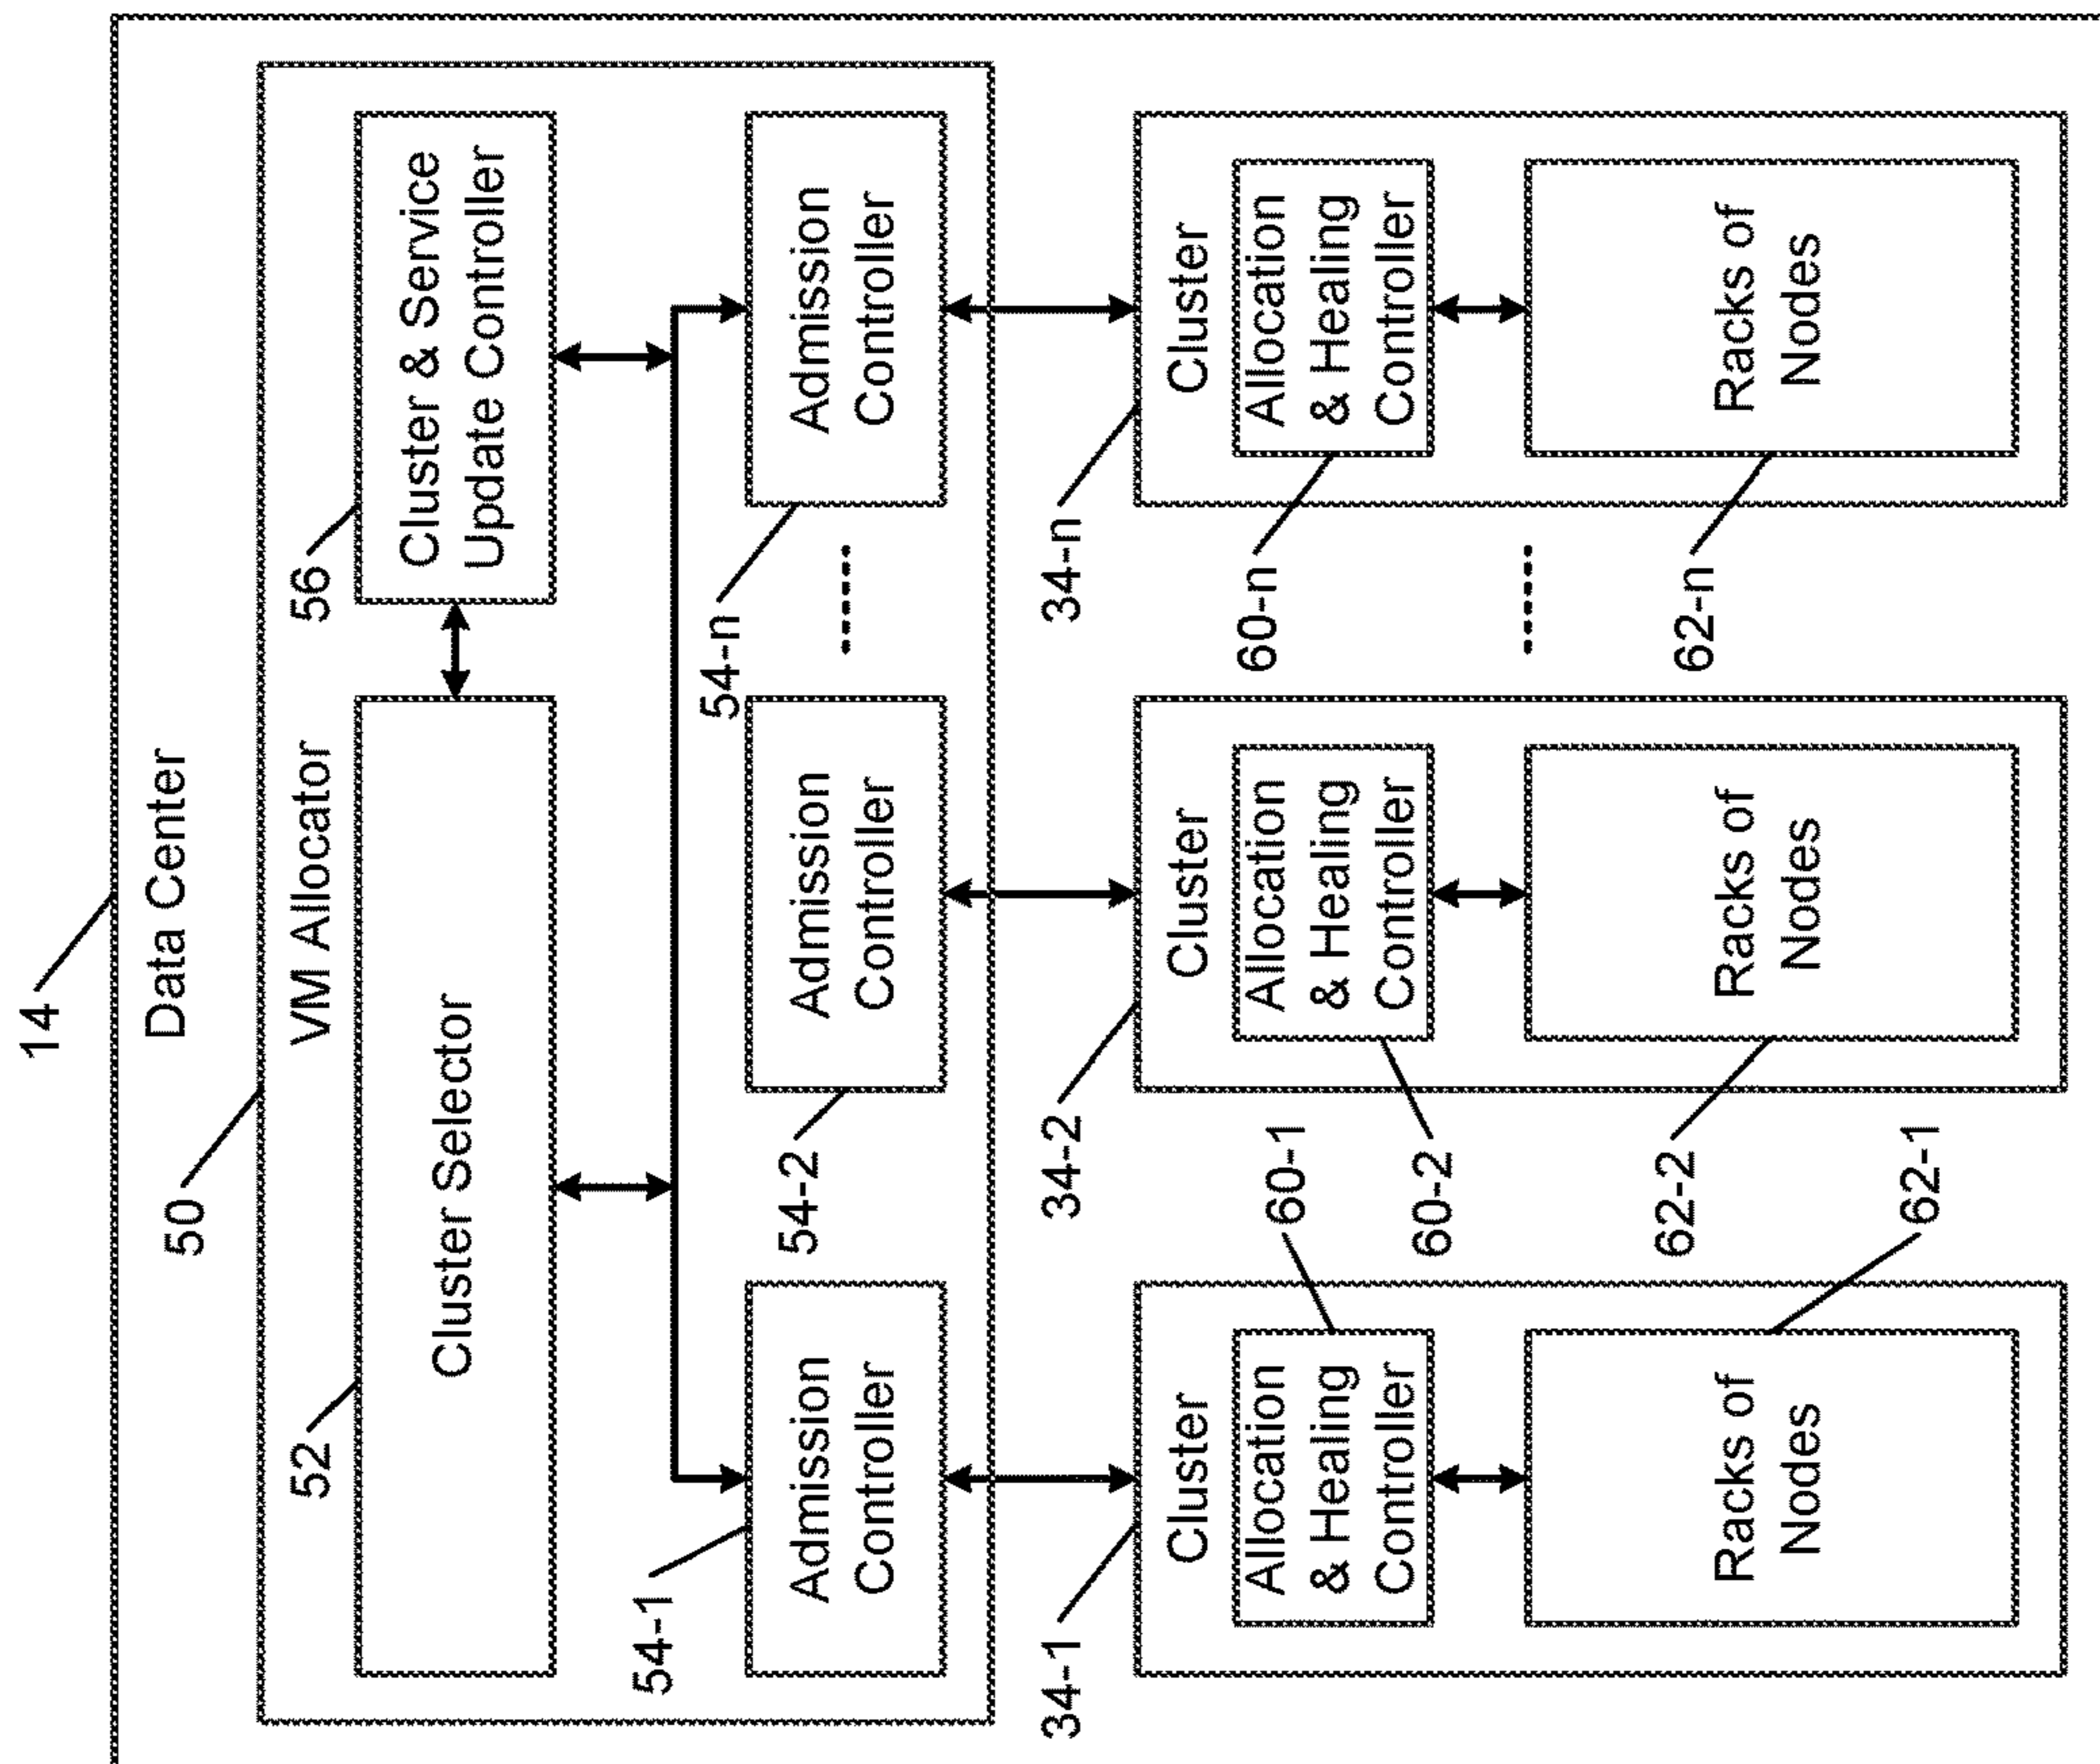 14
Data Center
50
VM Allocator
52
Cluster Selector
56
Cluster & Service
Update Controller
54-1
Admission
Controller
54-2
Admission
Controller
54-n
Admission
Controller
34-1
Cluster
60-1
Allocation
& Healing
Controller
62-1
Racks of
Nodes
34-2
Cluster
60-2
Allocation
& Healing
Controller
62-2
Racks of
Nodes
34-n
Cluster
60-n
Allocation
& Healing
Controller
62-n
Racks of
Nodes